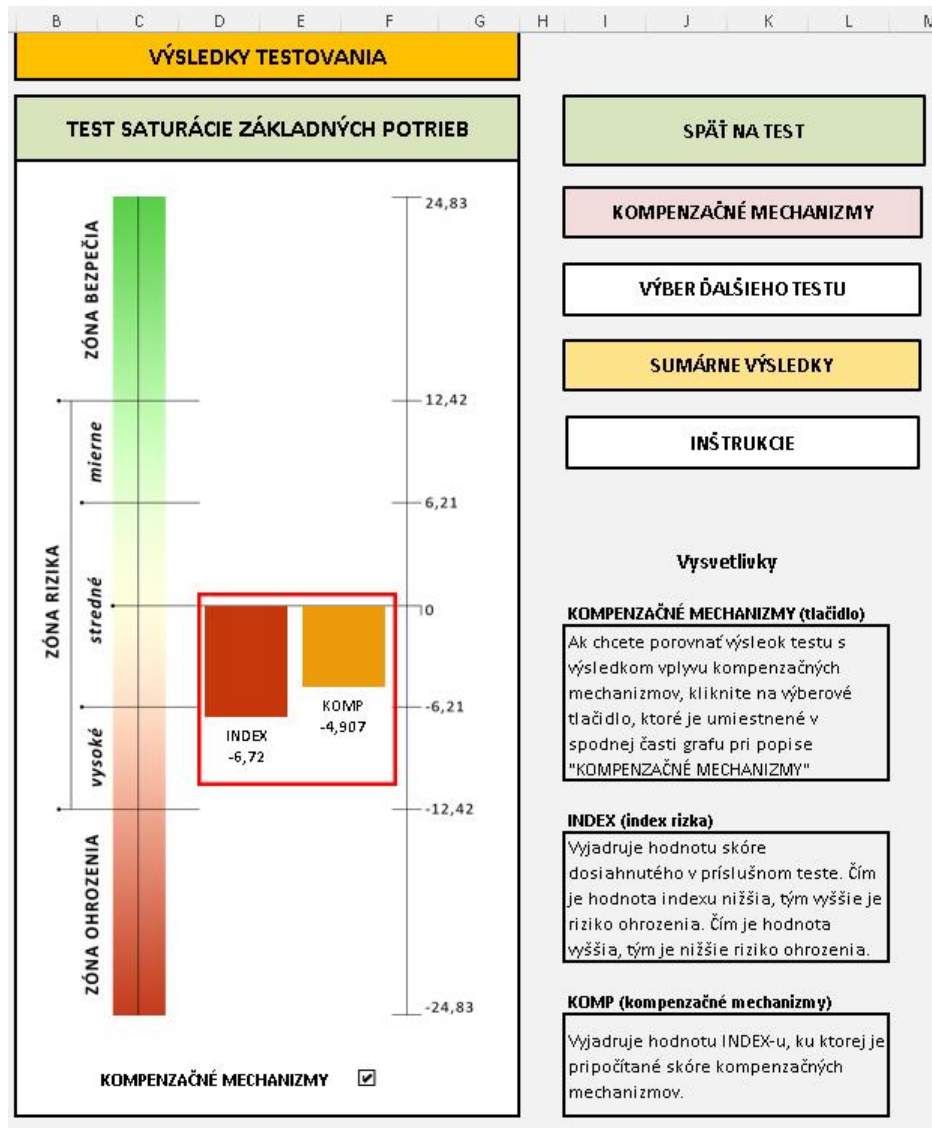 B C D E F G H I J K L
VÝSLEDKY TESTOVANIA
TEST SATURÁCIE ZÁKLADNÝCH POTRIEB
24,83
12,42
6,21
0
-6,21
-12,42
-24,83
ZÓNA BEZPEČIA
ZÓNA RIZIKA
mierne
stredné
vysoké
ZÓNA OHROZENIA
INDEX
-6,72
KOMP
-4,907
KOMPENZAČNÉ MECHANIZMY
SPÄŤ NA TEST
KOMPENZAČNÉ MECHANIZMY
VÝBER ĎALŠIEHO TESTU
SUMÁRNE VÝSLEDKY
INŠTRUKCIE
Vysvetlivky
KOMPENZAČNÉ MECHANIZMY (tlačidlo)
Ak chcete porovnať výsleok testu s
výsledkom vplyvu kompenzačných
mechanizmov, kliknite na výberové
tlačidlo, ktoré je umiestnené v
spodnej časti grafu pri popise
"KOMPENZAČNÉ MECHANIZMY"
INDEX (index rizka)
Vyjadruje hodnotu skóre
dosiahnutého v príslušnom teste. Čím
je hodnota indexu nižšia, tým vyššie je
riziko ohrozenia. Čím je hodnota
vyššia, tým je nižšie riziko ohrozenia.
KOMP (kompenzačné mechanizmy)
Vyjadruje hodnotu INDEX-u, ku ktorej je
pripočítané skóre kompenzačných
mechanizmov.